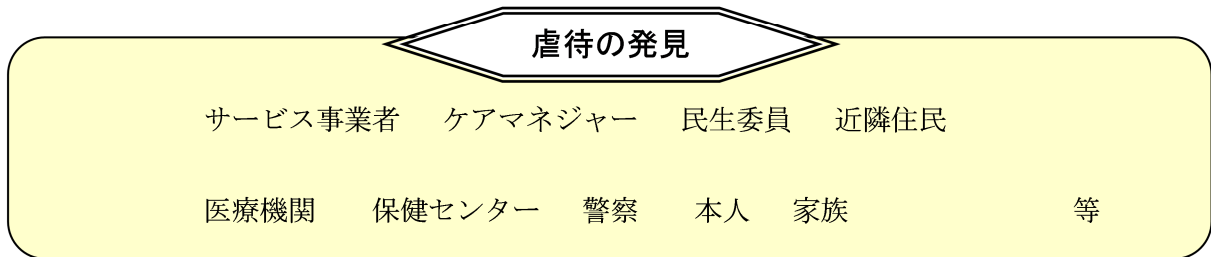 虐待の発見
サービス事業者 ケアマネジャー 民生委員 近隣住民
医療機関 保健センター 警察 本人 家族 等